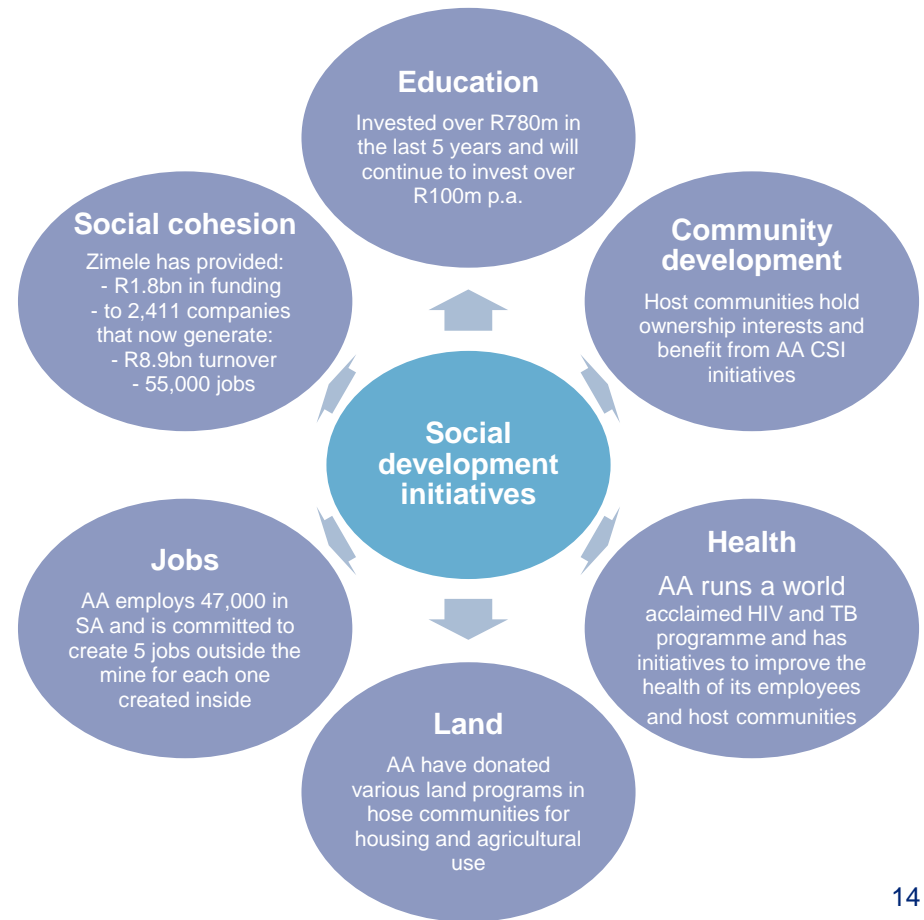 Education
Invested over R780m in
the last 5 years and will
continue to invest over
R100m p.a.
Social cohesion
Zimele has provided:
- R1.8bn in funding
- to 2,411 companies
that now generate:
- R8.9bn turnover
- 55,000 jobs
Community
development
Host communities hold
ownership interests and
benefit from AA CSI
initiatives
Social
development
initiatives
Jobs
AA employs 47,000 in
SA and is committed to
create 5 jobs outside the
mine for each one
created inside
Health
AA runs a world
acclaimed HIV and TB
programme and has
initiatives to improve the
health of its employees
and host communities
Land
AA have donated
various land programs in
hose communities for
housing and agricultural
use
14